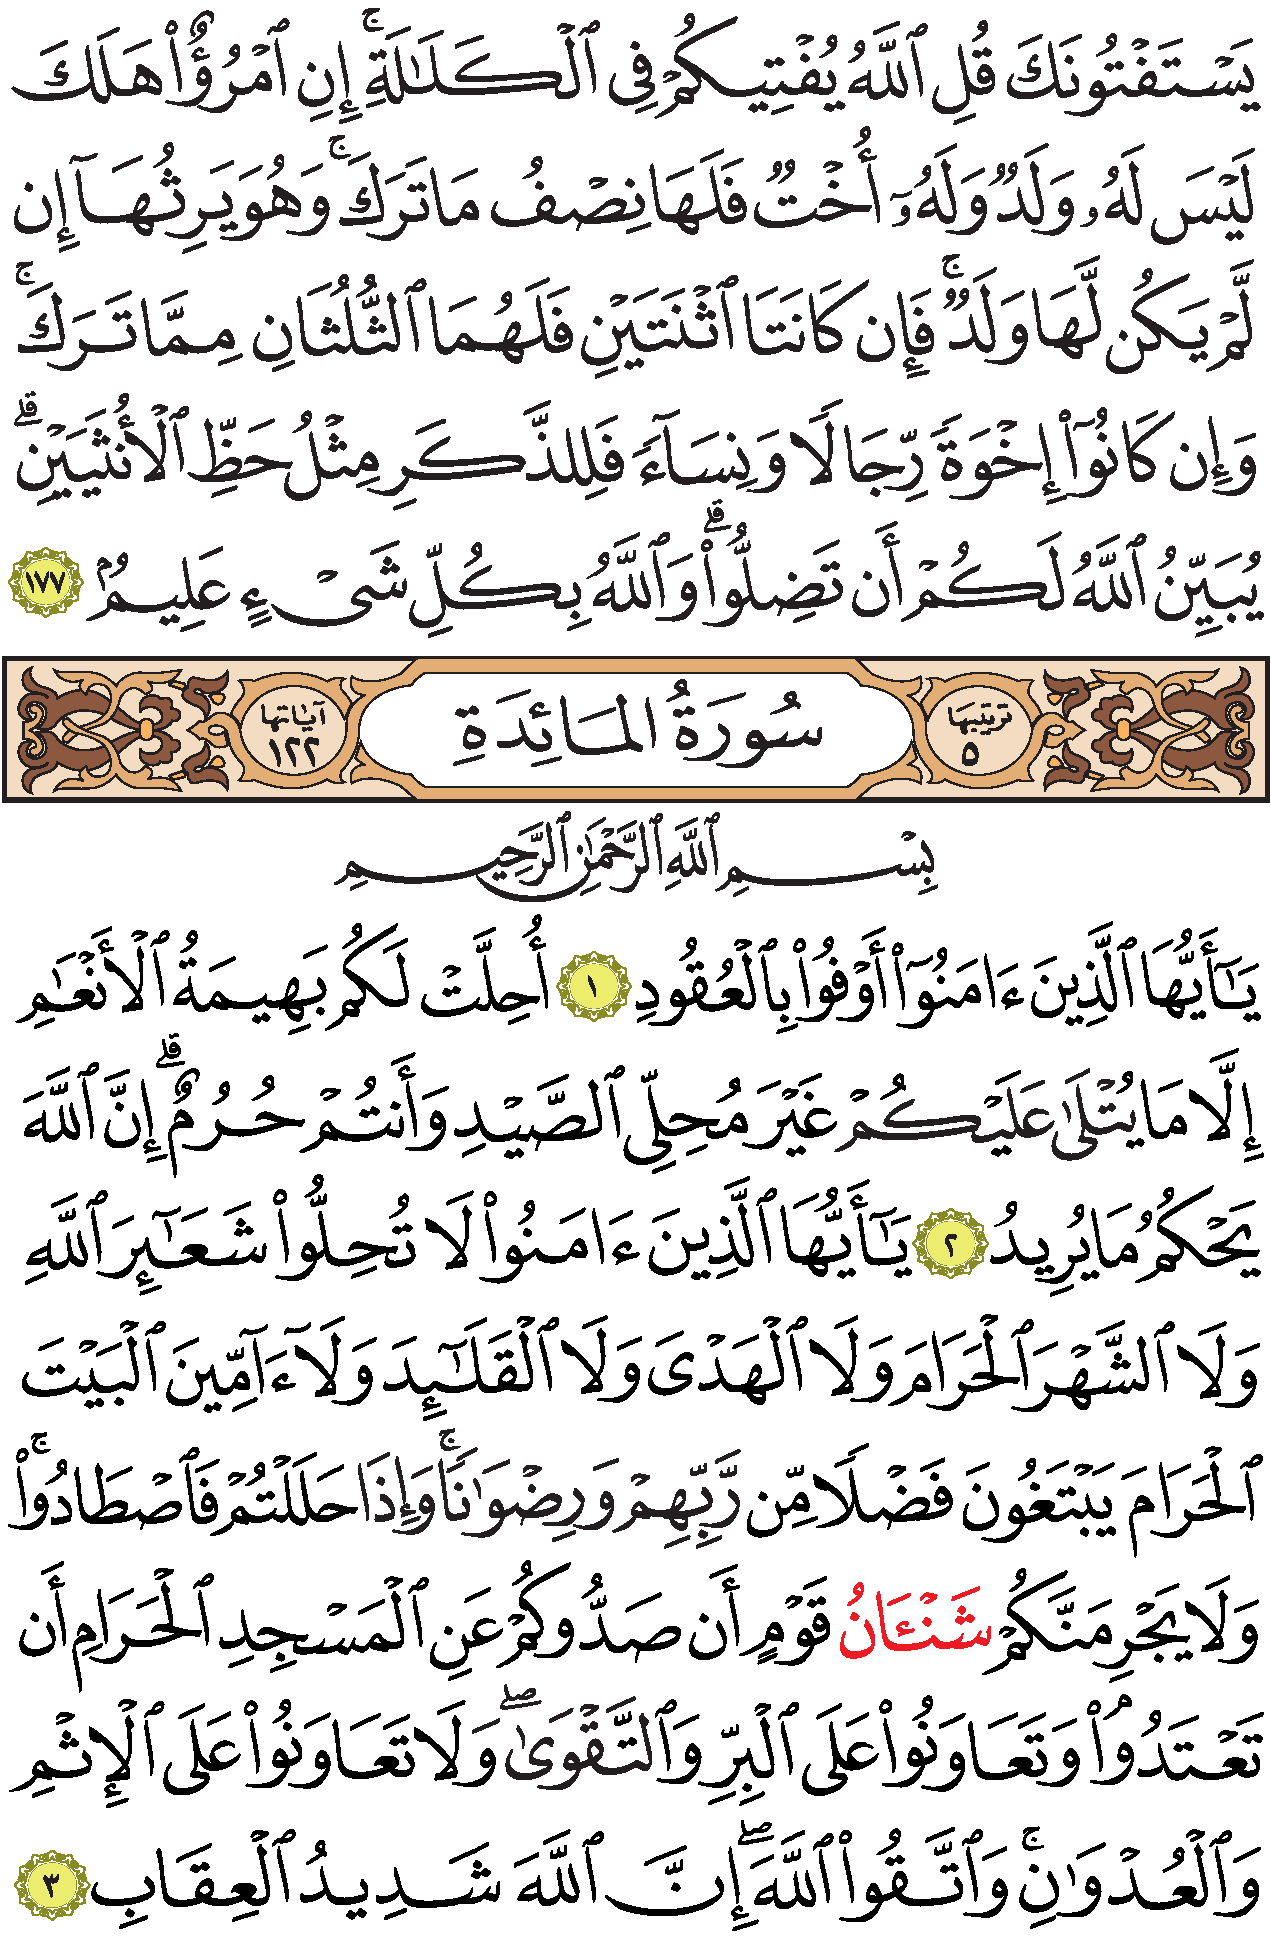 يَسْتَفْتُونَكَ قُلِ ٱللَّهُ يُفْتِيكُمْ فِى ٱلْكَلَـٰلَةِۚ إِنِ ٱمْرُؤٌا۟ هَلَكَ
لَيْسَ لَهُۥ وَلَدٌ وَلَهُۥٓ أُخْتٌ فَلَهَا نِصْفُ مَا تَرَكَۚ وَهُوَ يَرِثُهَآ إِن
لَّمْ يَكُن لَّهَا وَلَدٌۚ فَإِن كَانَتَا ٱثْنَتَيْنِ فَلَهُمَا ٱلثُّلُثَانِ مِمَّا تَرَكَۚ
وَإِن كَانُوٓا۟ إِخْوَةً رِّجَالًا وَنِسَآءً فَلِلذَّكَرِ مِثْلُ حَظِّ ٱلْأُنثَيَيْنِۗ
يُبَيِّنُ ٱللَّهُ لَكُمْ أَن تَضِلُّوا۟ۗ وَٱللَّهُ بِكُلِّ شَىْءٍ عَلِيمٌۢ ١٧٧
ترتيبها ٥ سُورَةُ المَائِدَةِ آياتها ١٢٢
بِسْمِ ٱللَّهِ ٱلرَّحْمَـٰنِ ٱلرَّحِيمِ
يَـٰٓأَيُّهَا ٱلَّذِينَ ءَامَنُوٓا۟ أَوْفُوا۟ بِٱلْعُقُودِ ١ أُحِلَّتْ لَكُم بَهِيمَةُ ٱلْأَنْعَـٰمِ
إِلَّا مَا يُتْلَىٰ عَلَيْكُمْ غَيْرَ مُحِلِّى ٱلصَّيْدِ وَأَنتُمْ حُرُمٌۗ إِنَّ ٱللَّهَ
يَحْكُمُ مَا يُرِيدُ ٢ يَـٰٓأَيُّهَا ٱلَّذِينَ ءَامَنُوا۟ لَا تُحِلُّوا۟ شَعَـٰٓئِرَ ٱللَّهِ
وَلَا ٱلشَّهْرَ ٱلْحَرَامَ وَلَا ٱلْهَدْىَ وَلَا ٱلْقَلَـٰٓئِدَ وَلَآ ءَآمِّينَ ٱلْبَيْتَ
ٱلْحَرَامَ يَبْتَغُونَ فَضْلًا مِّن رَّبِّهِمْ وَرِضْوَٰنًاۚ وَإِذَا حَلَلْتُمْ فَٱصْطَادُوا۟ۚ
وَلَا يَجْرِمَنَّكُمْ شَنْـَٔانُ قَوْمٍ أَن صَدُّوكُمْ عَنِ ٱلْمَسْجِدِ ٱلْحَرَامِ أَن
تَعْتَدُوا۟ۘ وَتَعَاوَنُوا۟ عَلَى ٱلْبِرِّ وَٱلتَّقْوَىٰۖ وَلَا تَعَاوَنُوا۟ عَلَى ٱلْإِثْمِ
وَٱلْعُدْوَٰنِۚ وَٱتَّقُوا۟ ٱللَّهَۖ إِنَّ ٱللَّهَ شَدِيدُ ٱلْعِقَابِ ٣